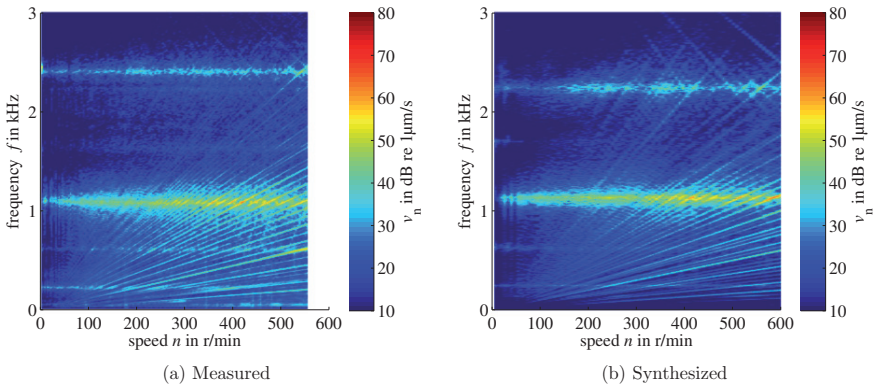 3
2
1
0
frequency f in kHz
0 100 200 300 400 500 600
speed n in r/min
80
70
60
50
40
30
20
10
vn in dB re 1μm/s
(a) Measured
3
2
1
0
frequency f in kHz
0 100 200 300 400 500 600
speed n in r/min
80
70
60
50
40
30
20
10
vn in dB re 1μm/s
(b) Synthesized